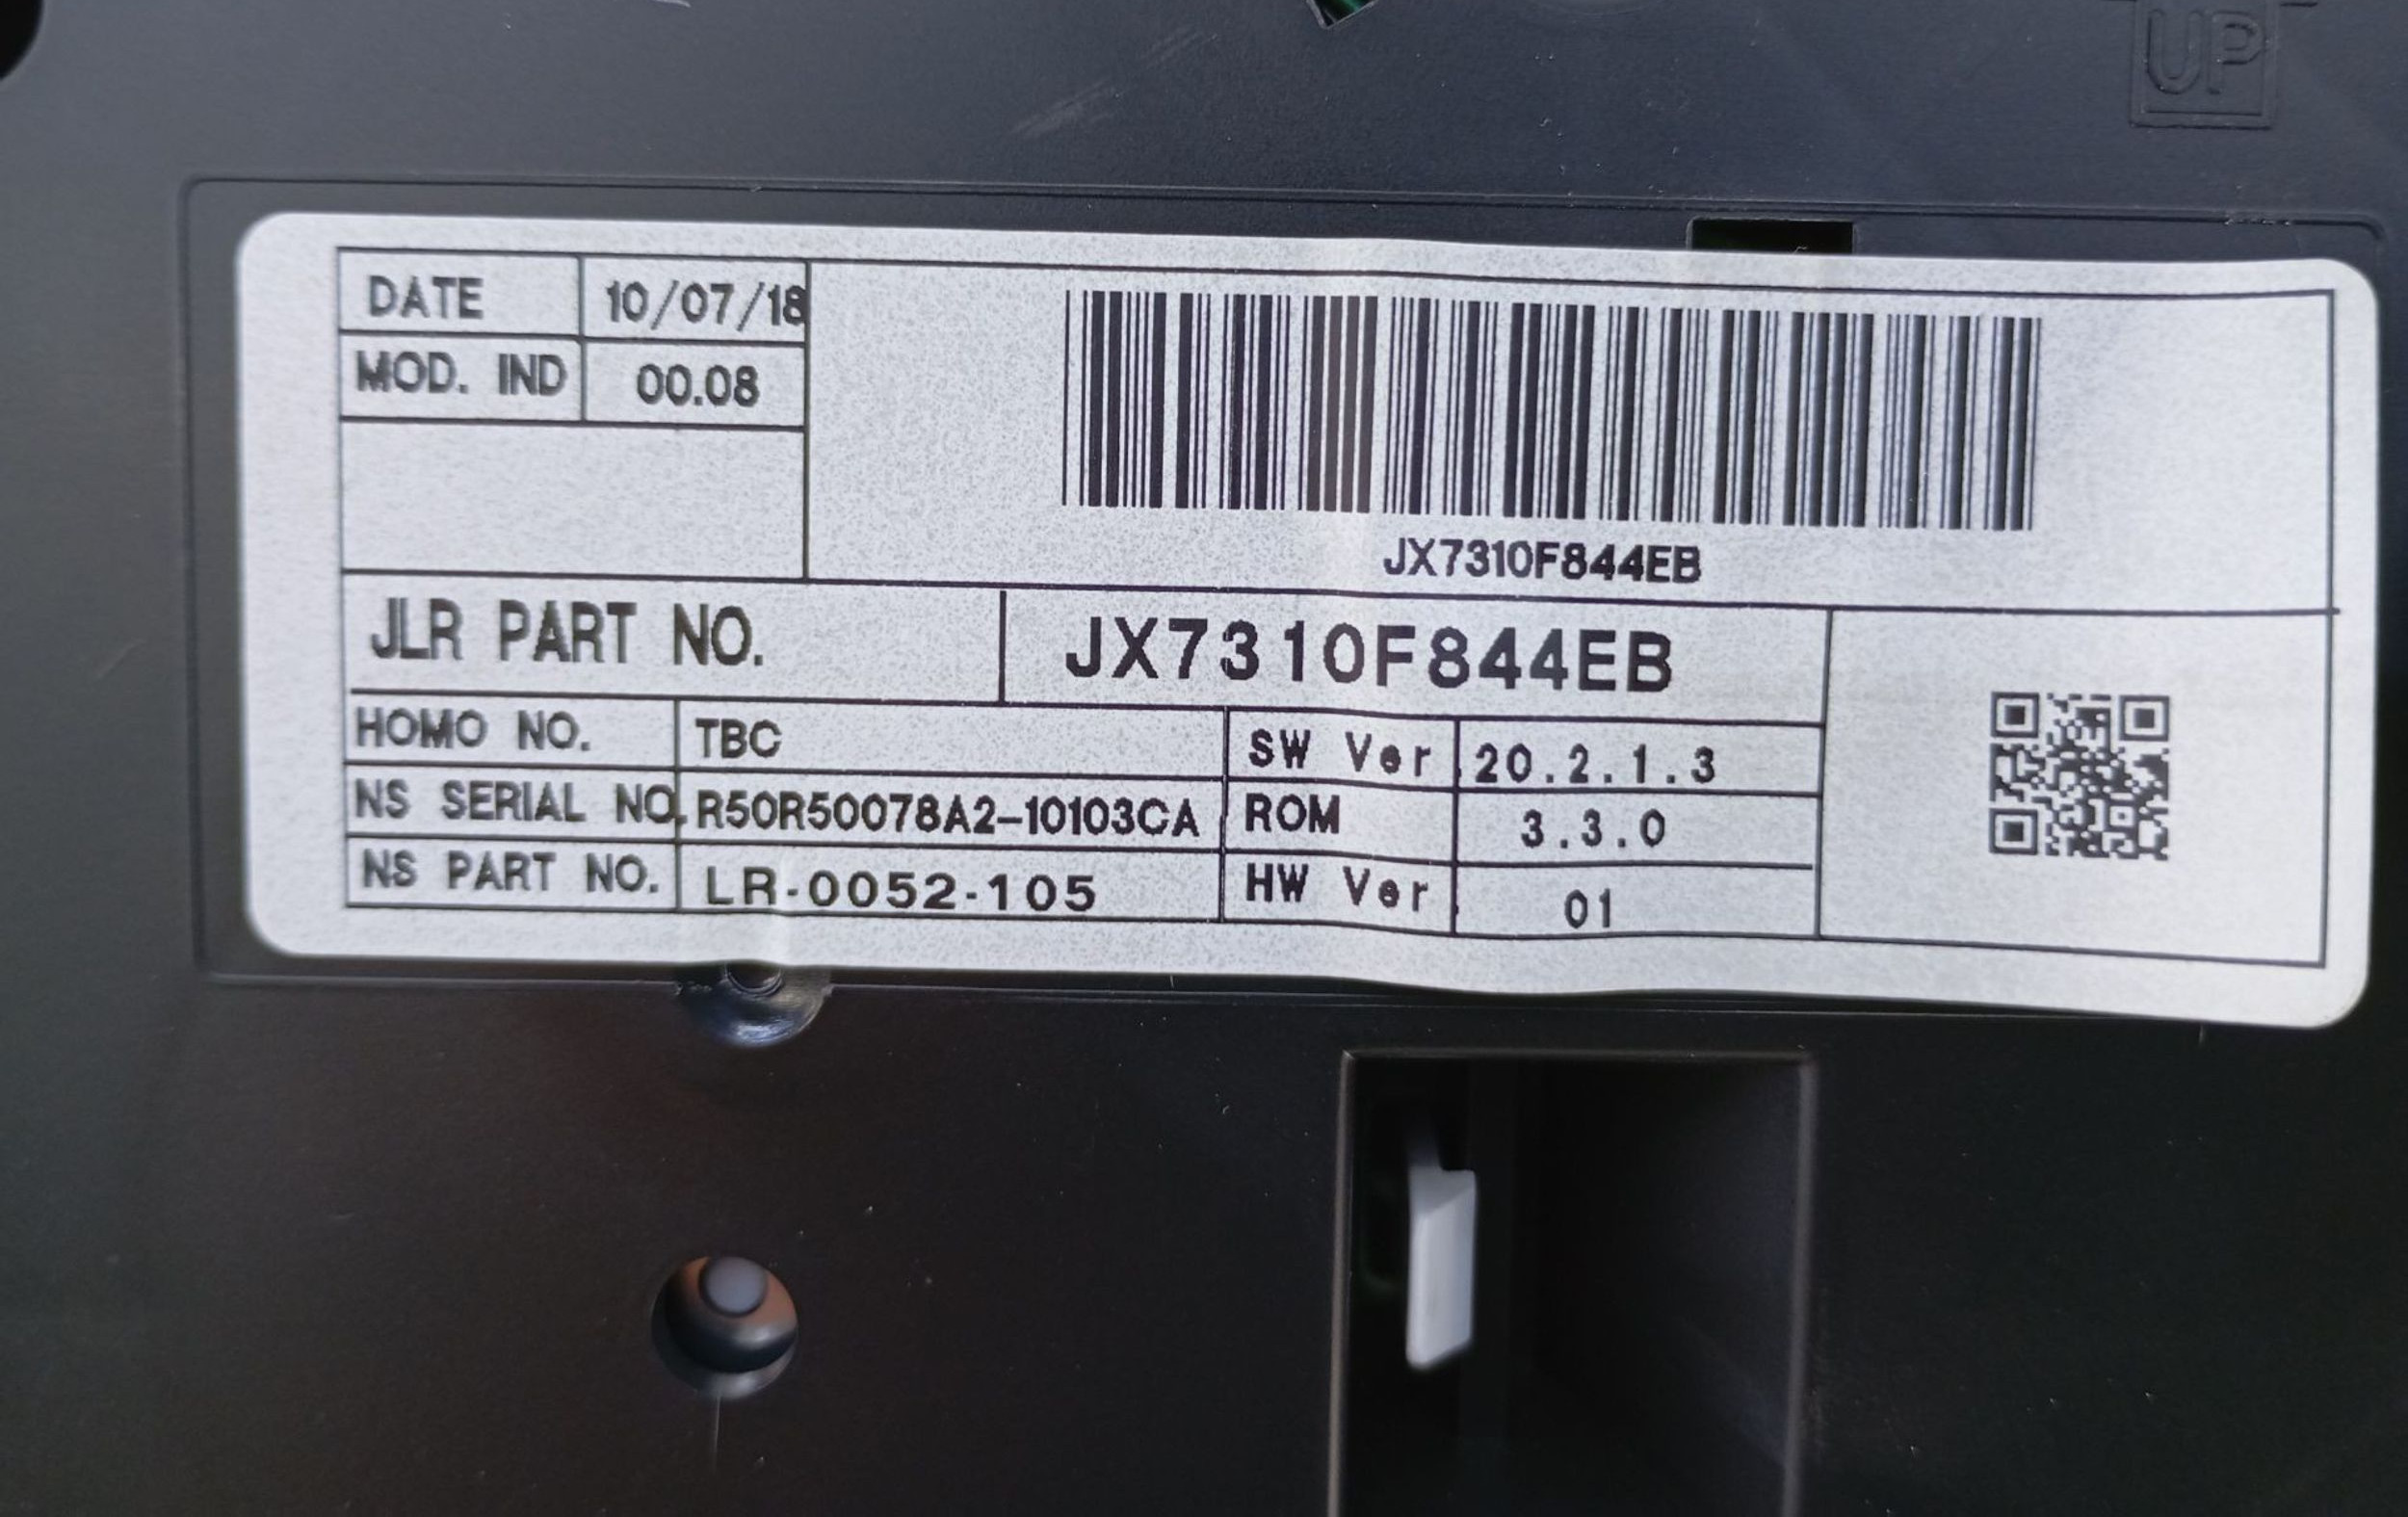 UP
DATE 10/07/18
MOD. IND 00.08
JX7310F844EB
JLR PART NO. JX7310F844EB
HOMO NO. TBC SW Ver 20.2.1.3
NS SERIAL NO. R50R50078A2-10103CA ROM 3.3.0
NS PART NO. LR-0052-105 HW Ver 01